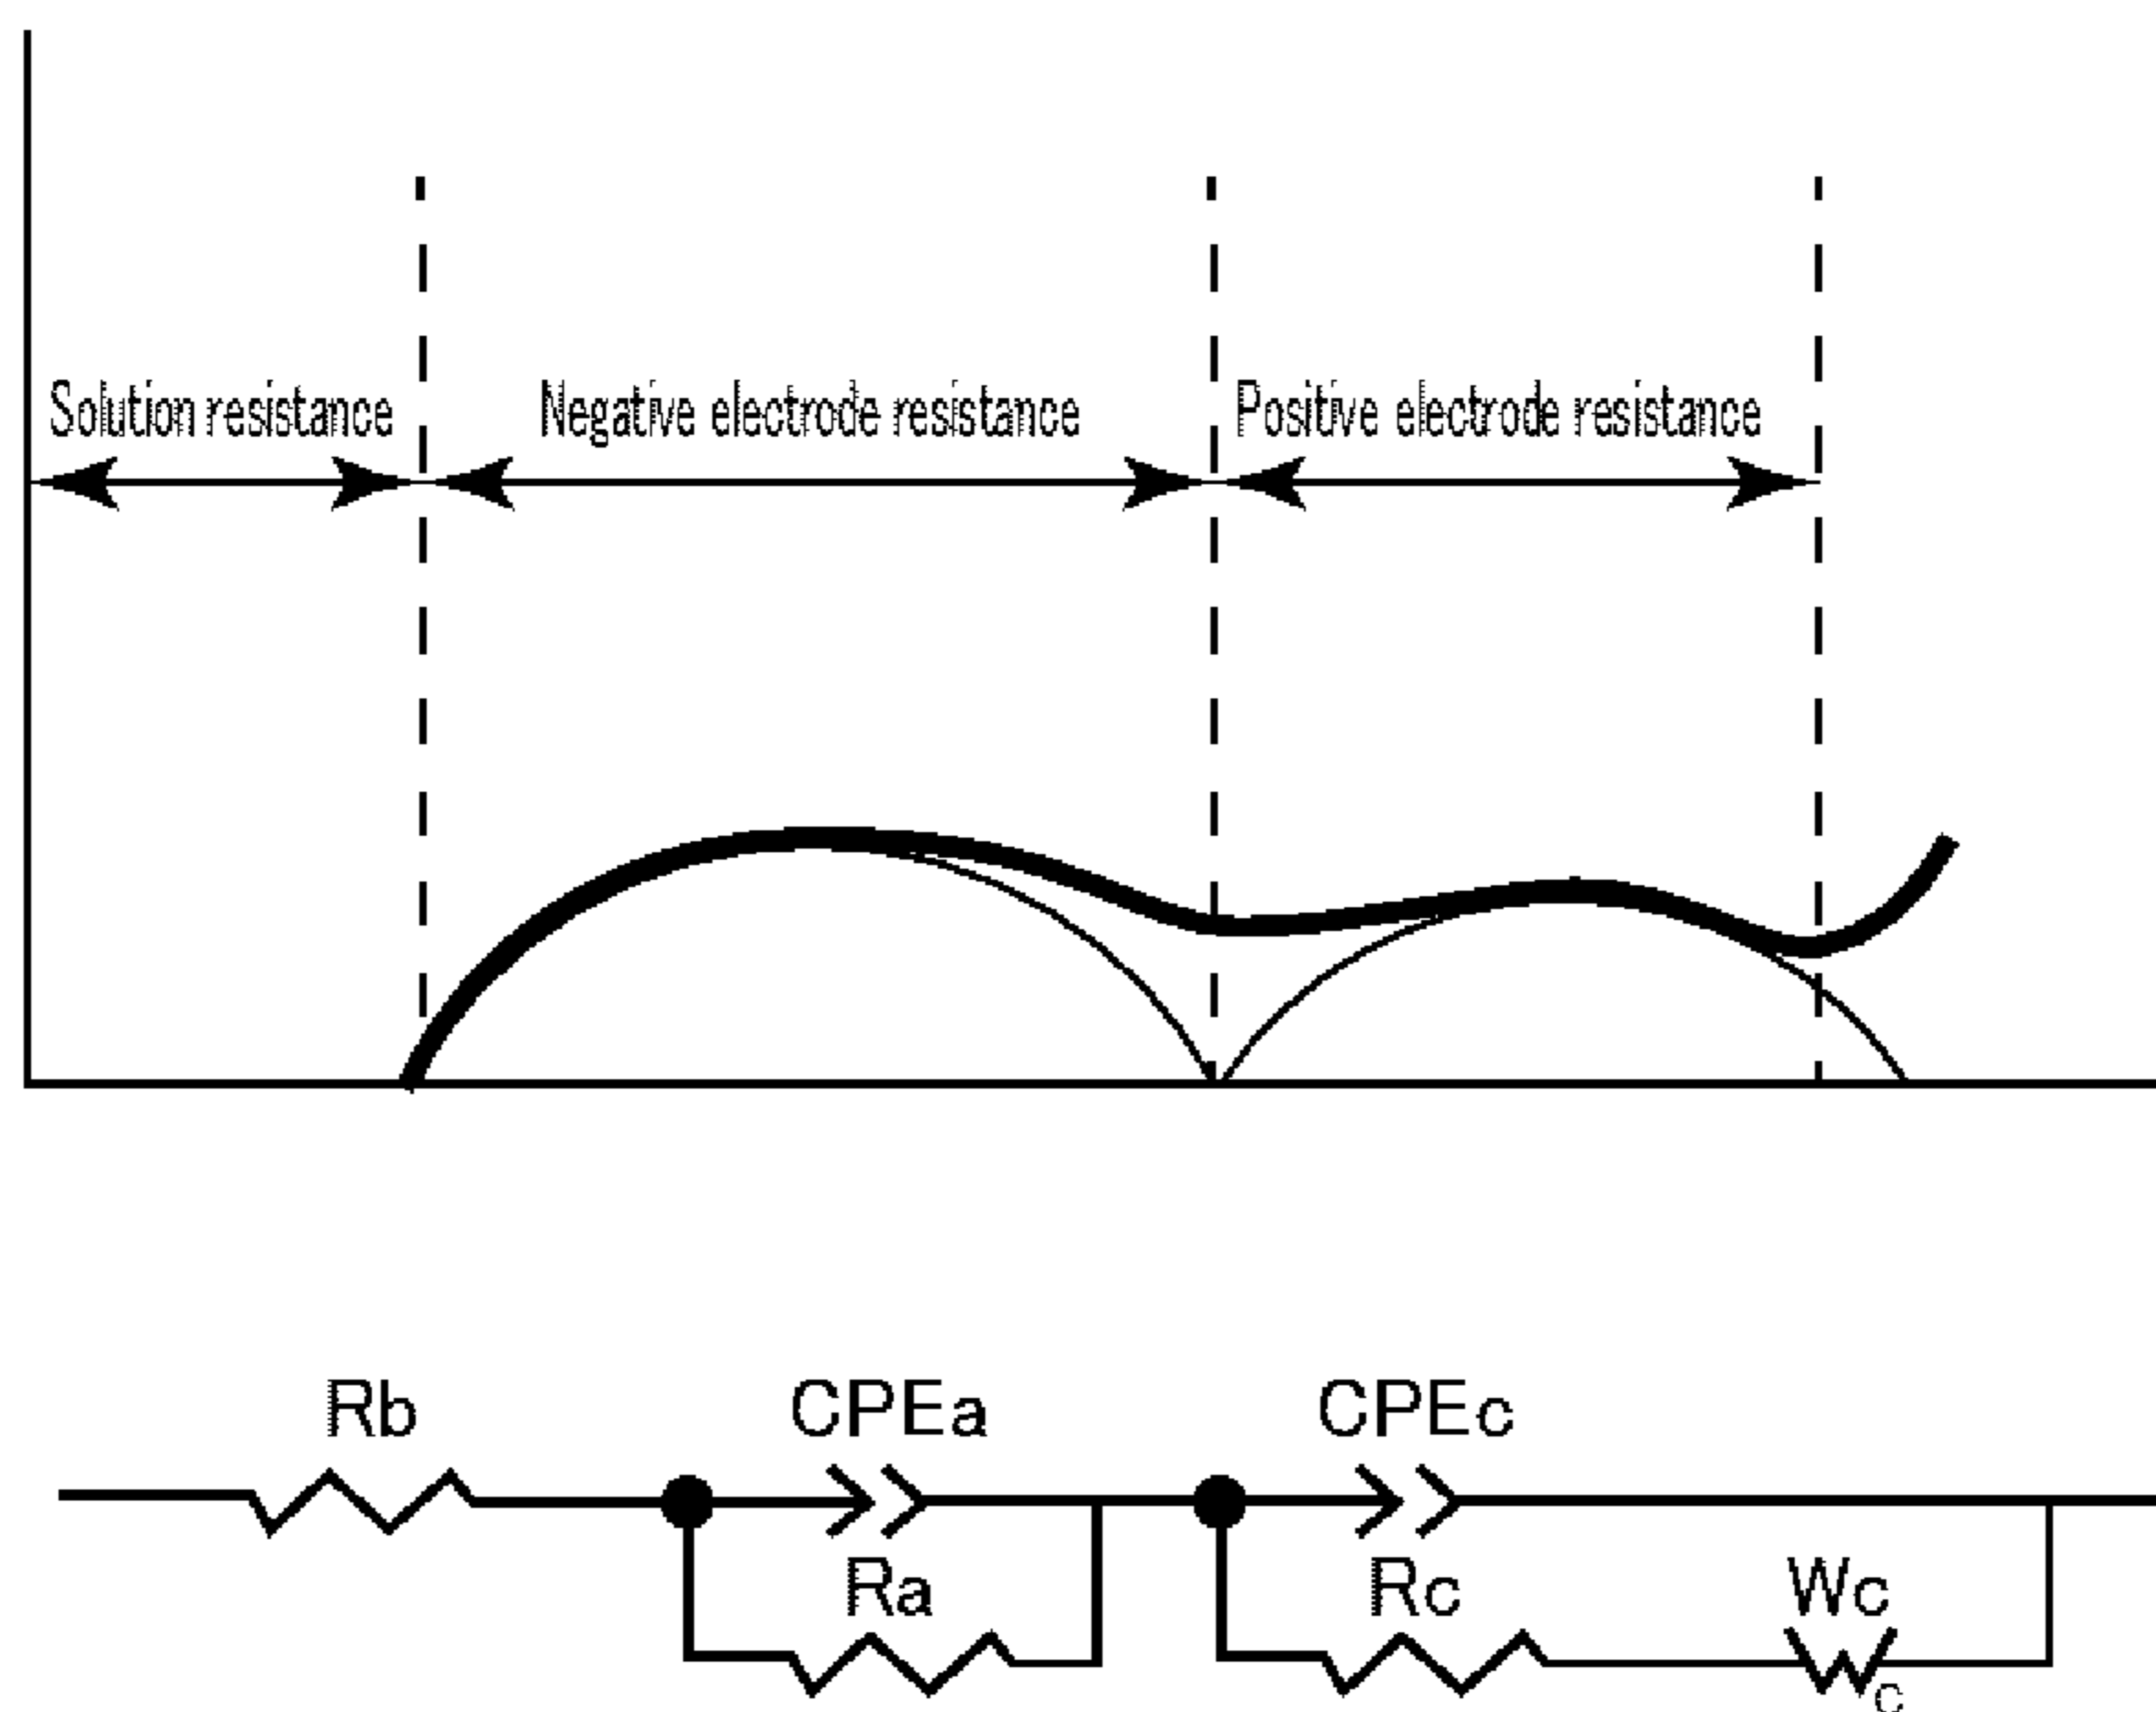 Solution resistance Negative electrode resistance Positive electrode resistance
Rb CPEa CPEc
Ra Rc Wc
c